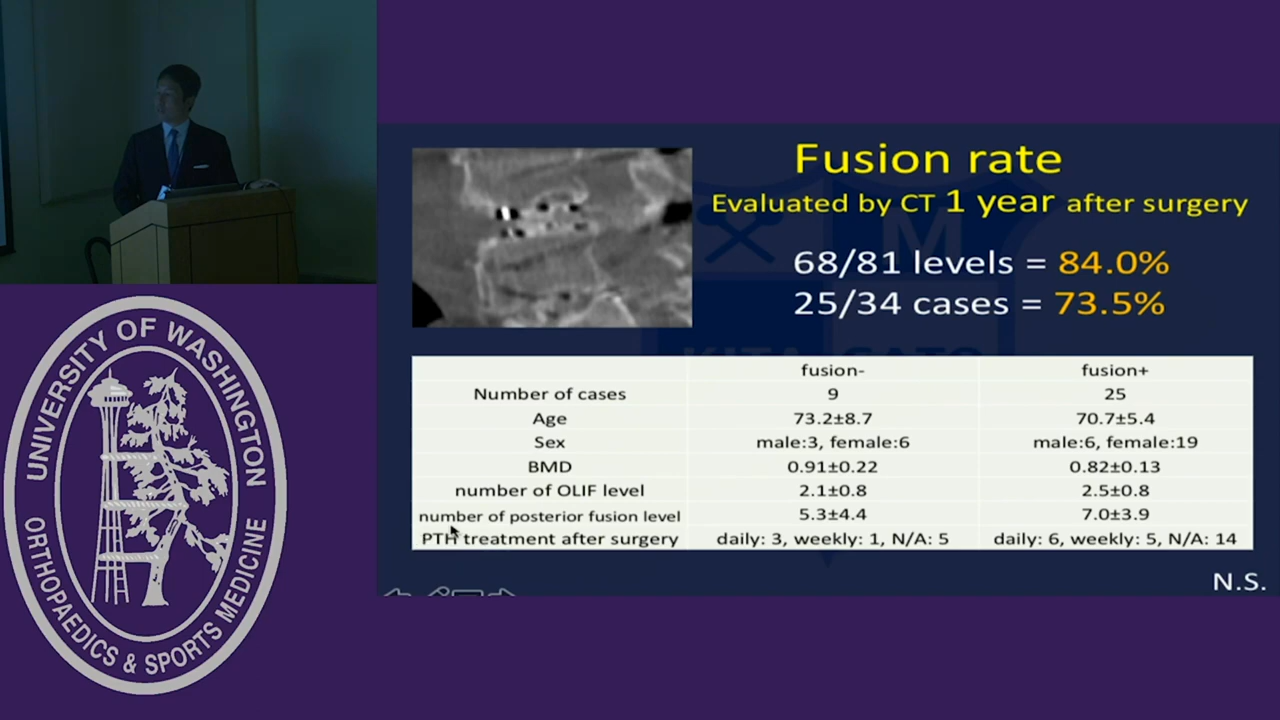 Fusion rate
Evaluated by CT 1 year after surgery
68/81 levels = 84.0%
25/34 cases = 73.5%
fusion- fusion+
Number of cases 9 25
Age 73.2±8.7 70.7±5.4
Sex male:3, female:6 male:6, female:19
BMD 0.91±0.22 0.82±0.13
number of OLIF level 2.1±0.8 2.5±0.8
number of posterior fusion level 5.3±4.4 7.0±3.9
PTH treatment after surgery daily: 3, weekly: 1, N/A: 5 daily: 6, weekly: 5, N/A: 14
N.S.
UNIVERSITY OF WASHINGTON
ORTHOPAEDICS & SPORTS MEDICINE